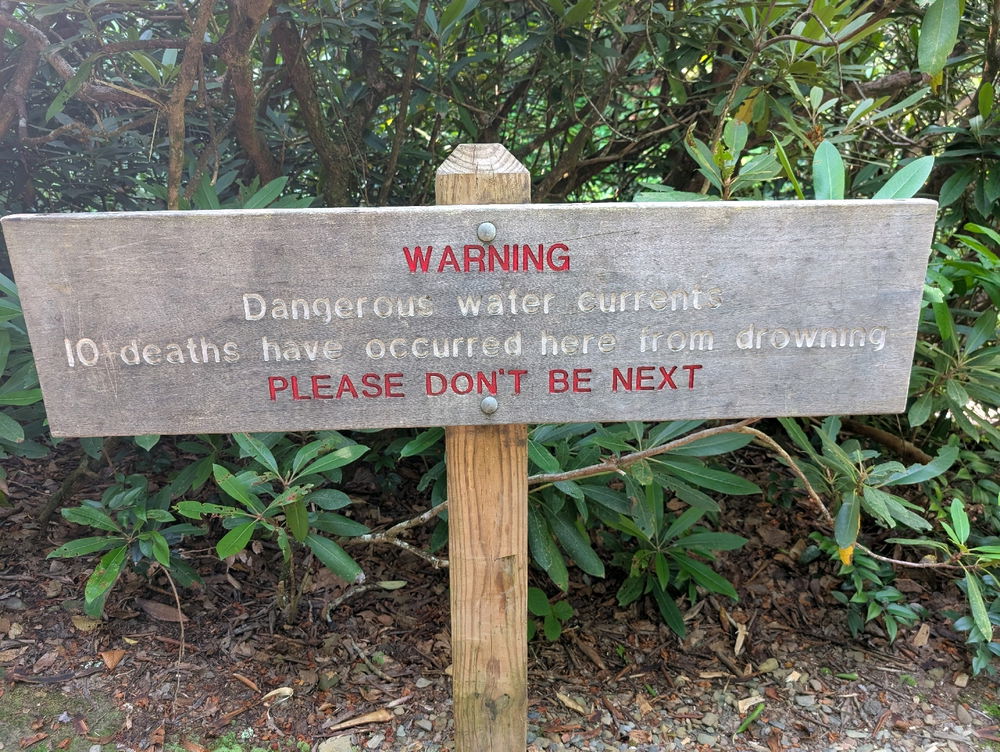 WARNING
Dangerous water currents
10 deaths have occurred here from drowning
PLEASE DON'T BE NEXT